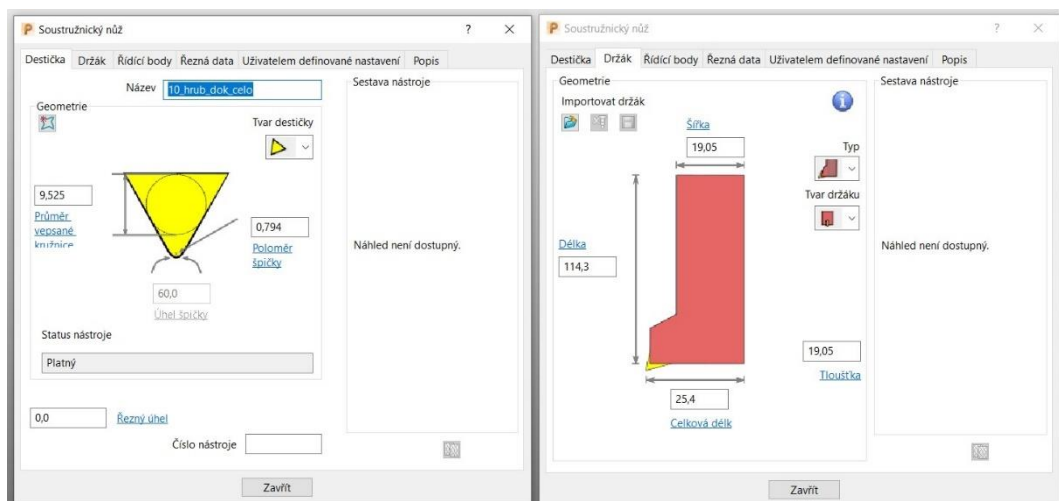 Soustružnický nůž
Destička Držák Řídící body Řezná data Uživatelem definované nastavení Popis
Název 10_hrub_dok_celo
Geometrie
Tvar destičky
9,525
Průměr
vepsané
kružnice
0,794
Poloměr
špičky
60,0
Úhel špičky
Status nástroje
Platný
0,0 Řezný úhel
Číslo nástroje
Sestava nástroje
Náhled není dostupný.
Zavřít
Soustružnický nůž
Destička Držák Řídící body Řezná data Uživatelem definované nastavení Popis
Geometrie
Importovat držák
Šířka
19,05
Typ
Tvar držáku
Délka
114,3
19,05
Tloušťka
25,4
Celková délk
Sestava nástroje
Náhled není dostupný.
Zavřít